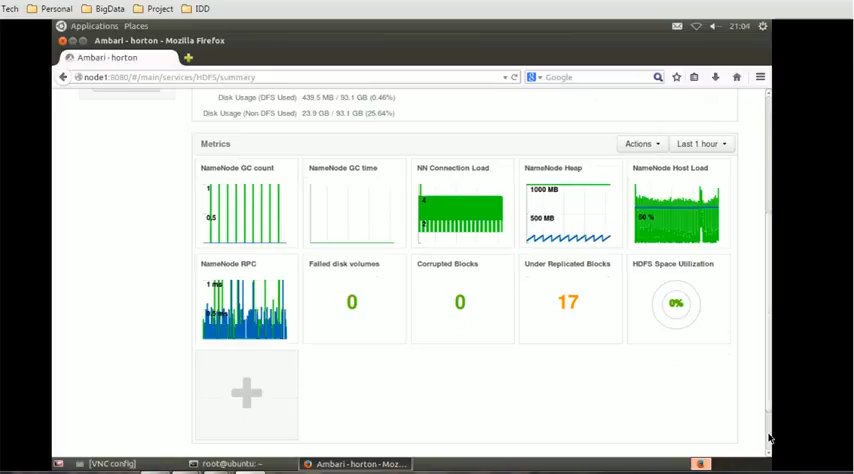 Tech Personal BigData Project IDD
Applications Places 21:04
Ambari - horton - Mozilla Firefox
Ambari - horton
node1:8080/#/main/services/HDFS/summary Google
Disk Usage (DFS Used) 439.5 MB / 93.1 GB (0.46%)
Disk Usage (Non DFS Used) 23.9 GB / 93.1 GB (25.64%)
Metrics Actions Last 1 hour
NameNode GC count NameNode GC time NN Connection Load NameNode Heap NameNode Host Load
1 4 1000 MB
0.5 2 500 MB 50 %
NameNode RPC Failed disk volumes Corrupted Blocks Under Replicated Blocks HDFS Space Utilization
1 ms
0.5 ms 0 0 17 0%
[VNC config] root@ubuntu: ~ Ambari - horton - Moz...